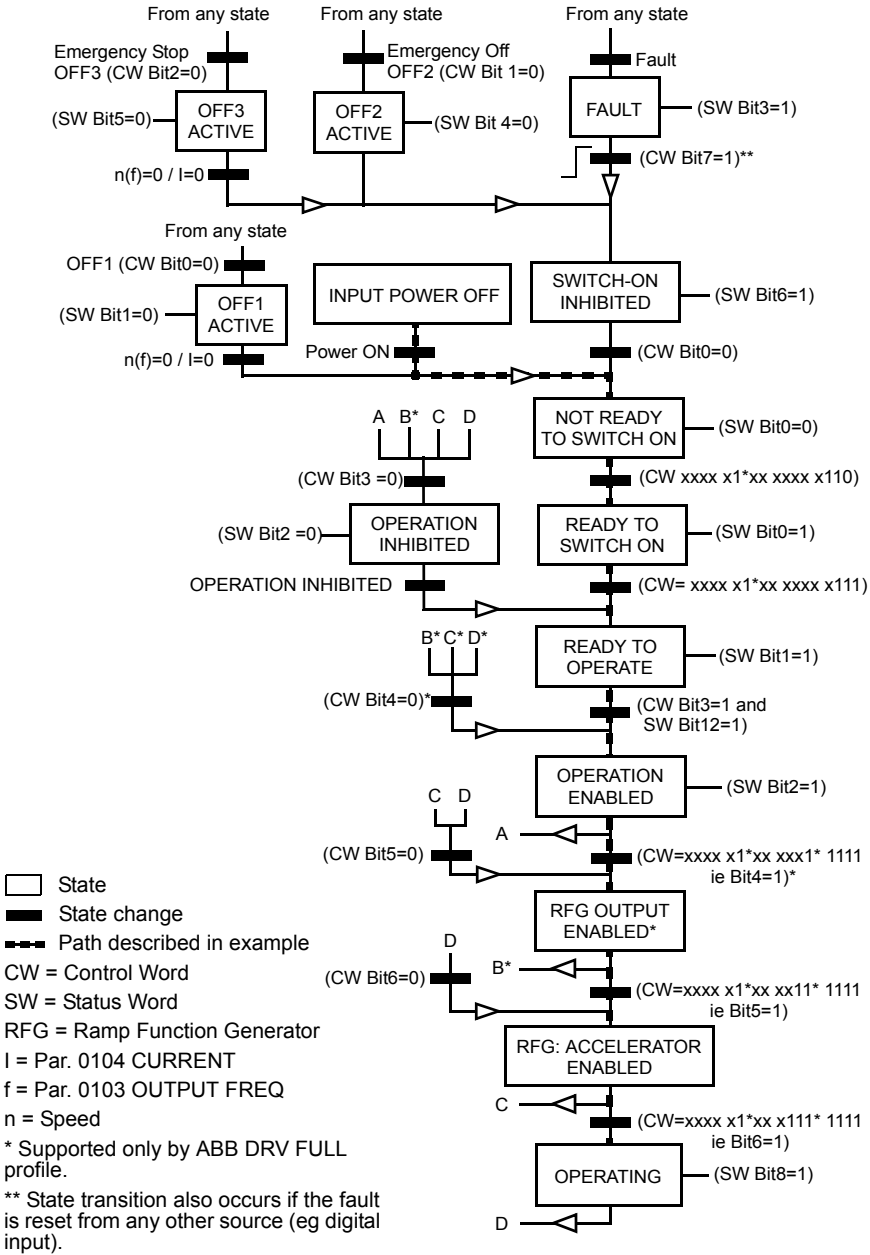 From any state
From any state
From any state
Emergency Stop
OFF3 (CW Bit2=0)
Emergency Off
OFF2 (CW Bit 1=0)
Fault
(SW Bit5=0)
OFF3
ACTIVE
OFF2
ACTIVE
(SW Bit 4=0)
FAULT
(SW Bit3=1)
n(f)=0 / I=0
(CW Bit7=1)**
From any state
OFF1 (CW Bit0=0)
(SW Bit1=0)
OFF1
ACTIVE
INPUT POWER OFF
SWITCH-ON
INHIBITED
(SW Bit6=1)
n(f)=0 / I=0
Power ON
(CW Bit0=0)
A B* C D
NOT READY
TO SWITCH ON
(SW Bit0=0)
(CW Bit3 =0)
(CW xxxx x1*xx xxxx x110)
(SW Bit2 =0)
OPERATION
INHIBITED
READY TO
SWITCH ON
(SW Bit0=1)
OPERATION INHIBITED
(CW= xxxx x1*xx xxxx x111)
B* C* D*
READY TO
OPERATE
(SW Bit1=1)
(CW Bit4=0)*
(CW Bit3=1 and
SW Bit12=1)
OPERATION
ENABLED
(SW Bit2=1)
C D
A
(CW Bit5=0)
(CW=xxxx x1*xx xxx1* 1111
ie Bit4=1)*
RFG OUTPUT
ENABLED*
D
B*
(CW Bit6=0)
(CW=xxxx x1*xx xx11* 1111
ie Bit5=1)
RFG: ACCELERATOR
ENABLED
C
(CW=xxxx x1*xx x111* 1111
ie Bit6=1)
OPERATING
(SW Bit8=1)
D
State
State change
Path described in example
CW = Control Word
SW = Status Word
RFG = Ramp Function Generator
I = Par. 0104 CURRENT
f = Par. 0103 OUTPUT FREQ
n = Speed
* Supported only by ABB DRV FULL
profile.
** State transition also occurs if the fault
is reset from any other source (eg digital
input).